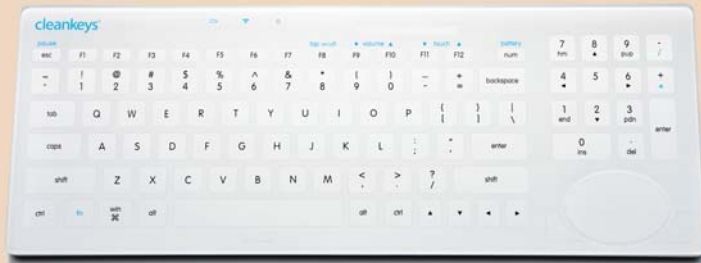 cleankeys
pause tap on/off ▼ volume ▲ ▼ touch ▲ battery
esc F1 F2 F3 F4 F5 F6 F7 F8 F9 F10 F11 F12 num
7 hm 8 ▲ 9 pup - /
~ ` ! 1 @ 2 # 3 $ 4 % 5 ^ 6 & 7 * 8 ( 9 ) 0 _ - + = backspace
4 ◄ 5 6 ► + *
tab Q W E R T Y U I O P { [ } ] | \
1 end 2 ▼ 3 pdn enter
caps A S D F G H J K L : ; " ' enter
0 ins . del
shift Z X C V B N M < , > . ? / shift
ctrl fn win ⌘ alt alt ctrl ▲ ▼ ◄ ►